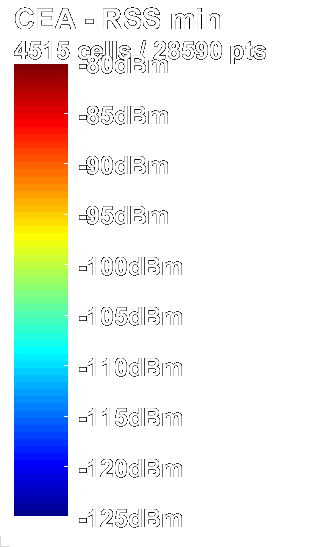 CEA - RSS min
4515 cells / 28590 pts
-80dBm
-85dBm
-90dBm
-95dBm
-100dBm
-105dBm
-110dBm
-115dBm
-120dBm
-125dBm